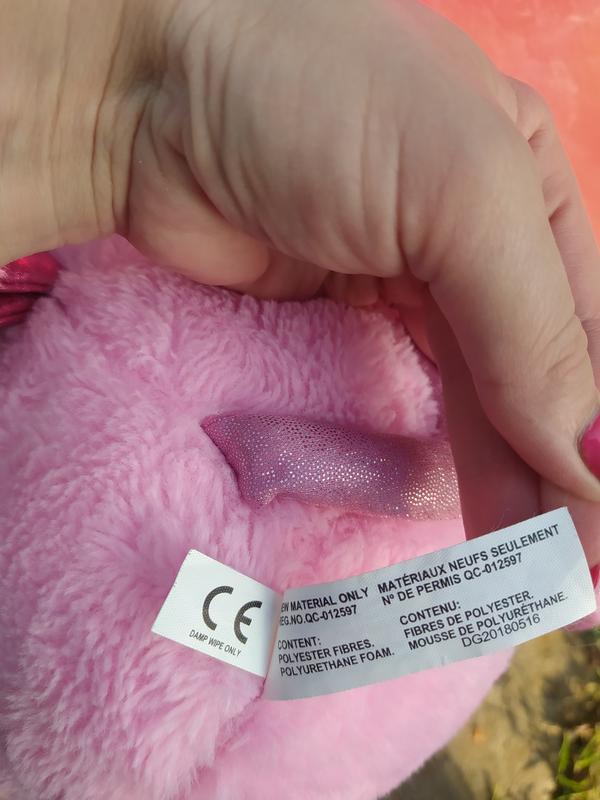 CE
DAMP WIPE ONLY
EW MATERIAL ONLY
EG.NO.QC-012597
CONTENT:
POLYESTER FIBRES.
POLYURETHANE FOAM.
MATÉRIAUX NEUFS SEULEMENT
Nº DE PERMIS QC-012597
CONTENU:
FIBRES DE POLYESTER.
MOUSSE DE POLYURÉTHANE.
DG20180516